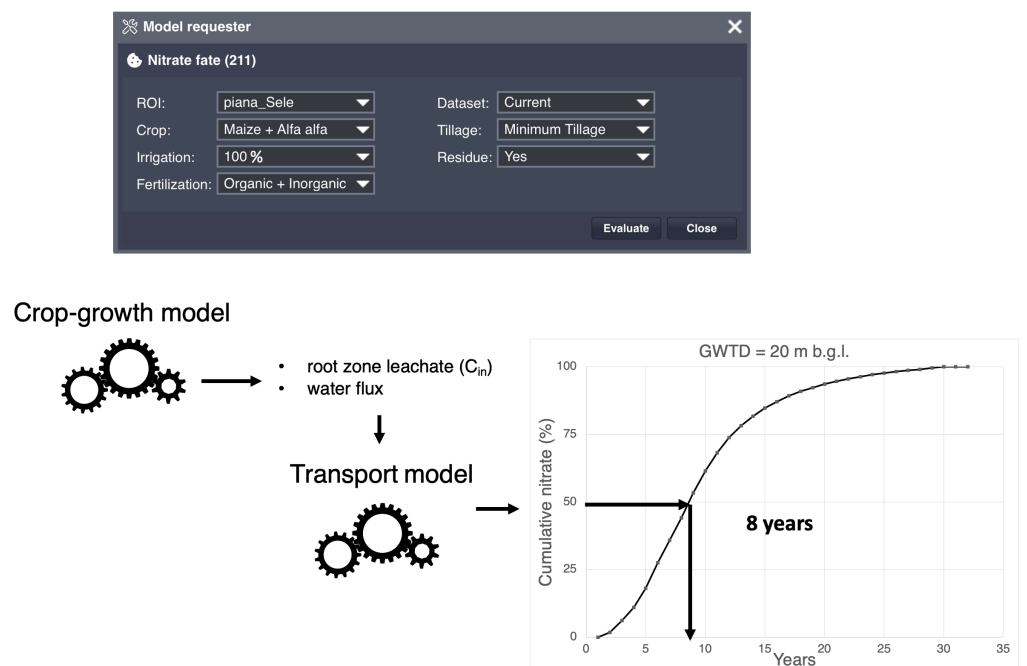 Model requester
Nitrate fate (211)
ROI: piana_Sele Dataset: Current
Crop: Maize + Alfa alfa Tillage: Minimum Tillage
Irrigation: 100 % Residue: Yes
Fertilization: Organic + Inorganic
Evaluate Close
Crop-growth model
• root zone leachate (Cin)
• water flux
Transport model
GWTD = 20 m b.g.l.
Cumulative nitrate (%)
100
75
50
25
0
8 years
0 5 10 15 20 25 30 35
Years